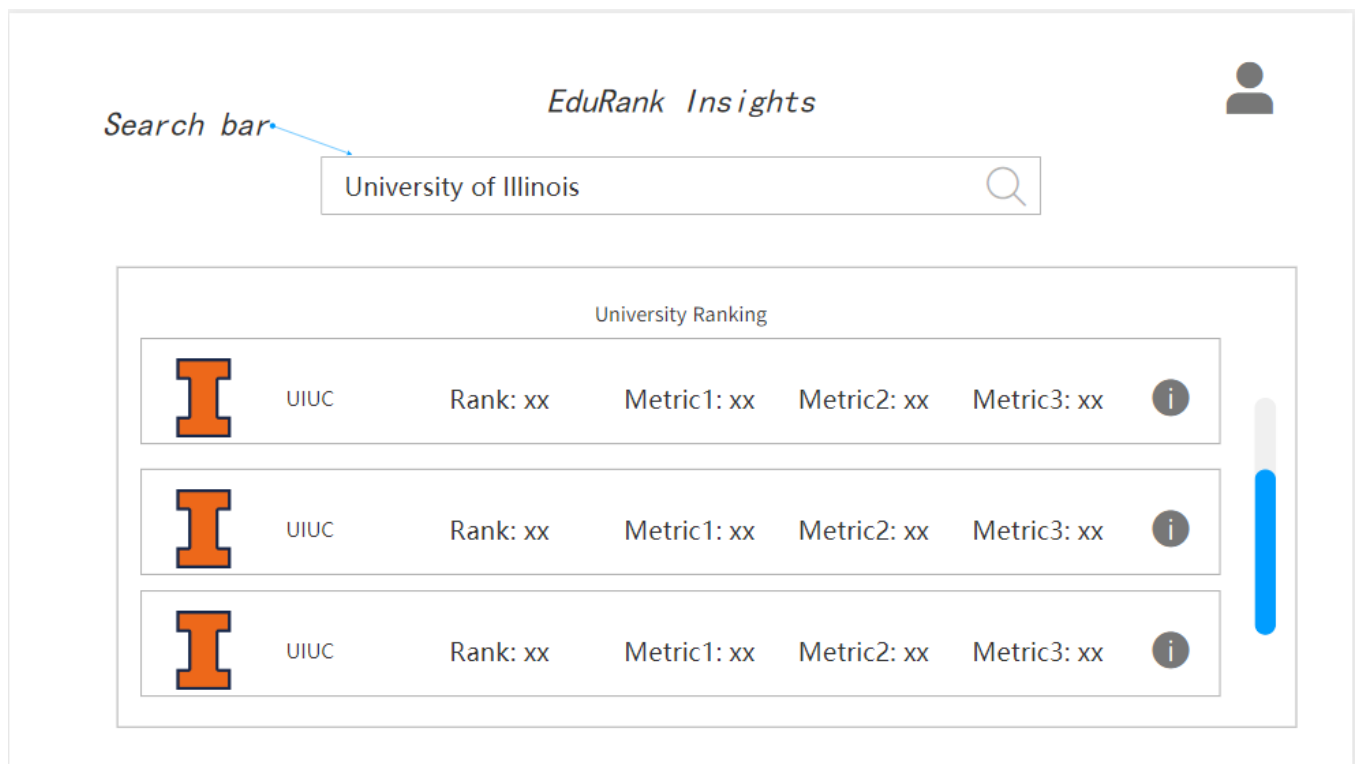 EduRank Insights
Search bar
University of Illinois
University Ranking
UIUC Rank: xx Metric1: xx Metric2: xx Metric3: xx i
UIUC Rank: xx Metric1: xx Metric2: xx Metric3: xx i
UIUC Rank: xx Metric1: xx Metric2: xx Metric3: xx i